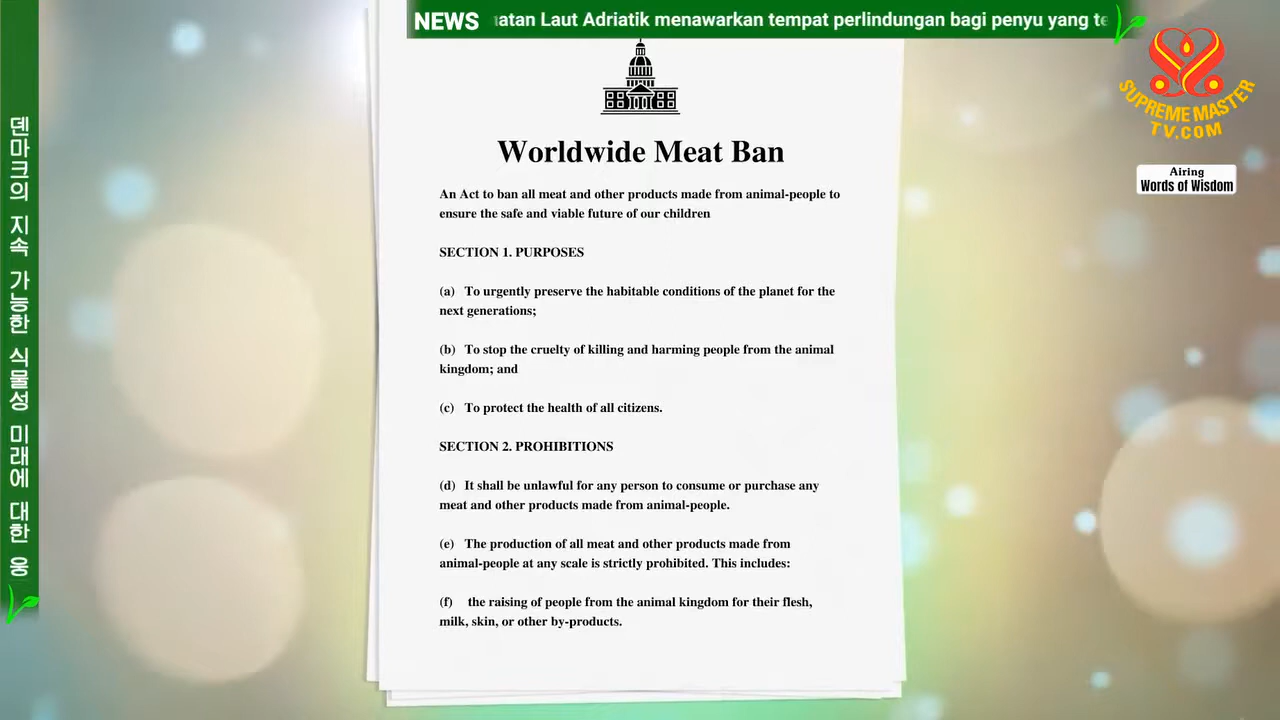 NEWS
Laut Adriatik menawarkan tempat perlindungan bagi penyu yang
SUPREME MASTER
TV.COM
Airing
Words of Wisdom
덴마크의 지속 가능한 식물성 미래에 대한 웅
Worldwide Meat Ban
An Act to ban all meat and other products made from animal-people to
ensure the safe and viable future of our children
SECTION 1. PURPOSES
(a) To urgently preserve the habitable conditions of the planet for the
next generations;
(b) To stop the cruelty of killing and harming people from the animal
kingdom; and
(c) To protect the health of all citizens.
SECTION 2. PROHIBITIONS
(d) It shall be unlawful for any person to consume or purchase any
meat and other products made from animal-people.
(e) The production of all meat and other products made from
animal-people at any scale is strictly prohibited. This includes:
(f) the raising of people from the animal kingdom for their flesh,
milk, skin, or other by-products.